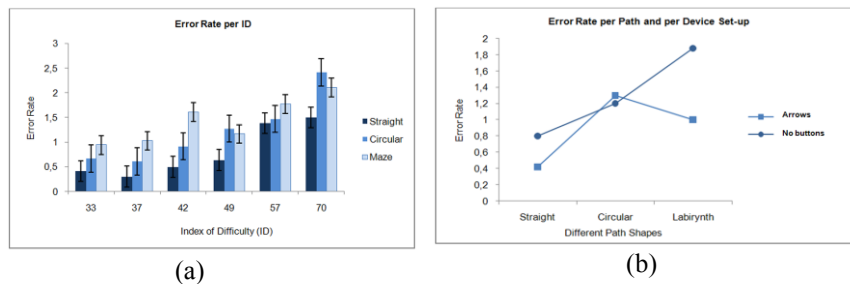 Error Rate per ID
3
2,5
2
1,5
1
0,5
0
Error Rate
Straight
Circular
Maze
33 37 42 49 57 70
Index of Difficulty (ID)
(a)
Error Rate per Path and per Device Set-up
2
1,8
1,6
1,4
1,2
1
0,8
0,6
0,4
0,2
0
Error Rate
Arrows
No buttons
Straight Circular Labirynth
Different Path Shapes
(b)